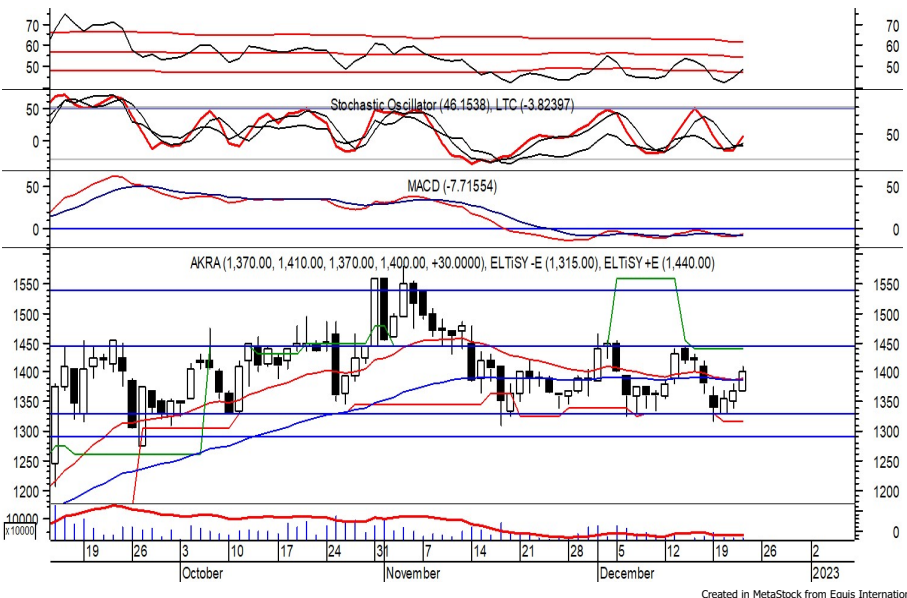 70 70
60 60
50 50
Stochastic Oscillator (46.1538), LTC (-3.82397)
50
50
0
MACD (-7.71554)
50 50
0 0
AKRA (1,370.00, 1,410.00, 1,370.00, 1,400.00, +30.0000), ELTiSY -E (1,315.00), ELTiSY +E (1,440.00)
1550 1550
1500 1500
1450 1450
1400 1400
1350 1350
1300 1300
1250 1250
1200 1200
10000
x10000
0
19 26 3 10 17 24 31 7 14 21 28 5 12 19 26 2
October November December 2023
Created in MetaStock from Equis Internation